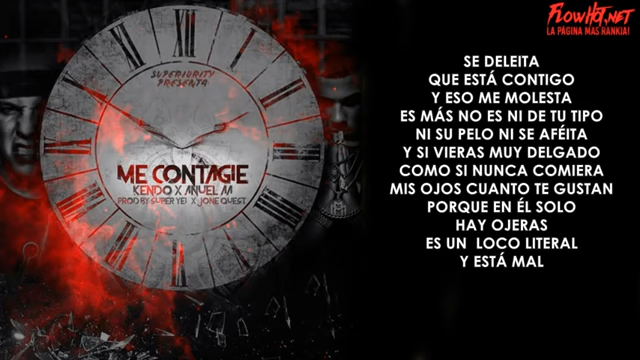 FLOWHOT.NET
LA PÁGINA MAS RANKIA!
SUPERIORITY
PRESENTA
ME CONTAGIE
KENDO X ANUEL AA
PROD BY SUPER YEI X JONE QUEST
SE DELEITA
QUE ESTÁ CONTIGO
Y ESO ME MOLESTA
ES MÁS NO ES NI DE TU TIPO
NI SU PELO NI SE AFÉITA
Y SI VIERAS MUY DELGADO
COMO SI NUNCA COMIERA
MIS OJOS CUANTO TE GUSTAN
PORQUE EN ÉL SOLO
HAY OJERAS
ES UN LOCO LITERAL
Y ESTÁ MAL